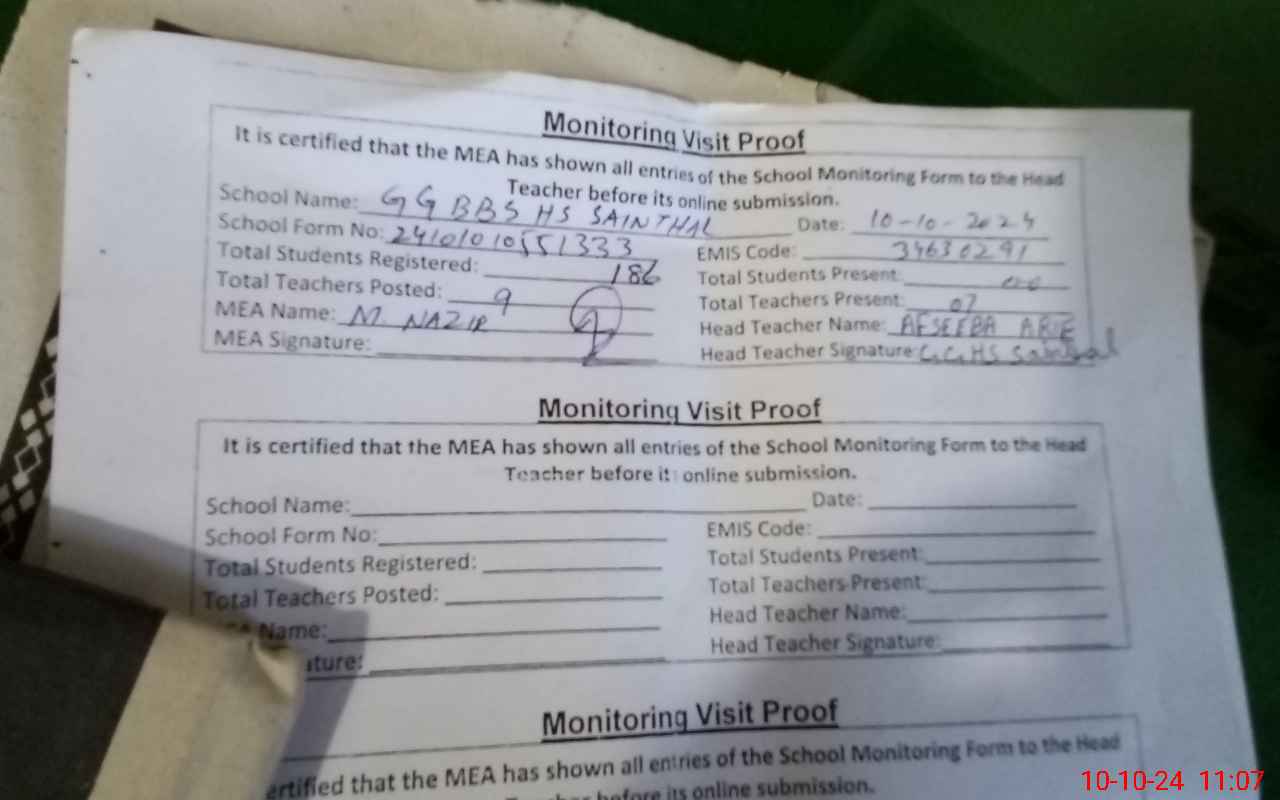 Monitoring Visit Proof
It is certified that the MEA has shown all entries of the School Monitoring Form to the Head
Teacher before its online submission.
School Name: GGBBS HS SAINTHAL Date: 10-10-2024
School Form No: 2410101055 1333 EMIS Code: 34630291
Total Students Registered: 186 Total Students Present: 00
Total Teachers Posted: 9 Total Teachers Present: 07
MEA Name: M. NAZIR Head Teacher Name:
MEA Signature: Head Teacher Signature: G.G.H.S
Monitoring Visit Proof
It is certified that the MEA has shown all entries of the School Monitoring Form to the Head
Teacher before its online submission.
School Name: Date:
School Form No: EMIS Code:
Total Students Registered: Total Students Present:
Total Teachers Posted: Total Teachers Present:
Name: Head Teacher Name:
ature: Head Teacher Signature:
Monitoring Visit Proof
ertified that the MEA has shown all entries of the School Monitoring Form to the Head
before its online submission.
10-10-24 11:07